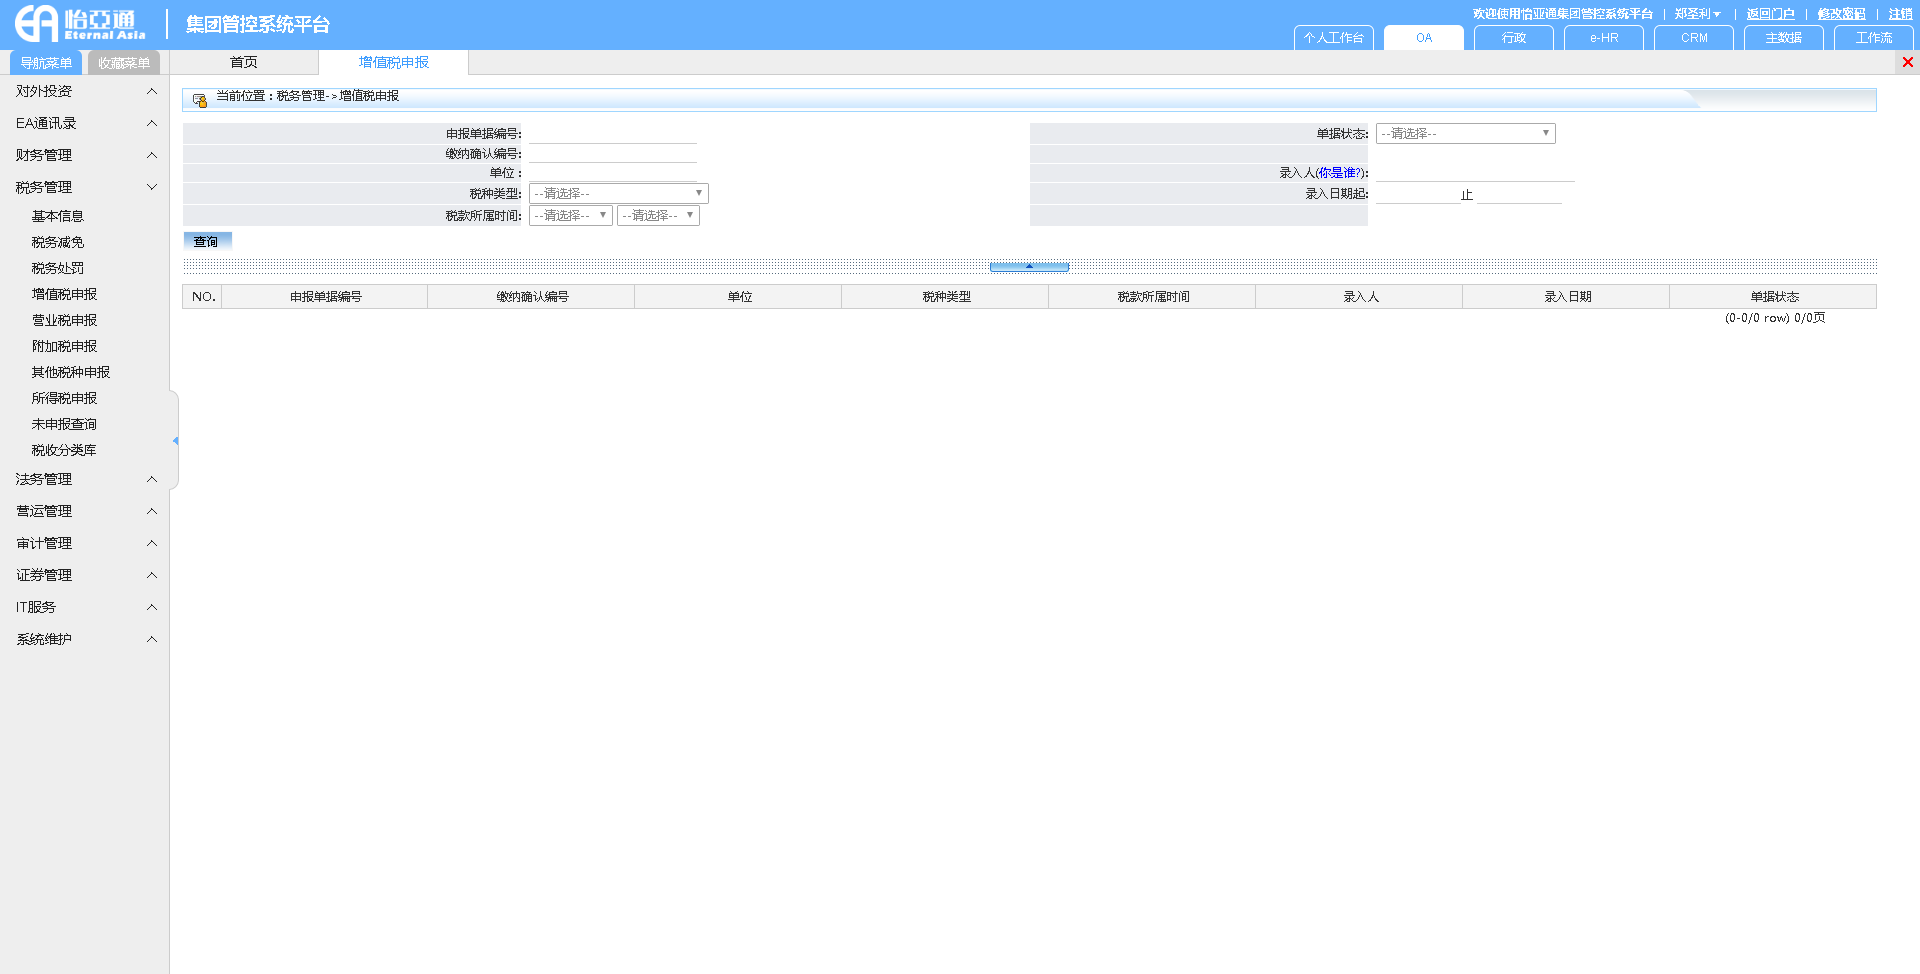 怡亞通
Eternal Asia
集团管控系统平台
欢迎使用怡亚通集团管控系统平台 | 郑圣利 | 返回门户 | 修改密码 | 注销
个人工作台 OA 行政 e-HR CRM 主数据 工作流
导航菜单 收藏菜单 首页 增值税申报
对外投资
EA通讯录
财务管理
税务管理
基本信息
税务减免
税务处罚
增值税申报
营业税申报
附加税申报
其他税种申报
所得税申报
未申报查询
税收分类库
法务管理
营运管理
审计管理
证券管理
IT服务
系统维护
当前位置：税务管理->增值税申报
申报单据编号: 单据状态: --请选择--
缴纳确认编号:
单位： 录入人(你是谁?):
税种类型: --请选择-- 录入日期起: 止
税款所属时间: --请选择-- --请选择--
查询
NO. 申报单据编号 缴纳确认编号 单位 税种类型 税款所属时间 录入人 录入日期 单据状态
(0-0/0 row) 0/0页